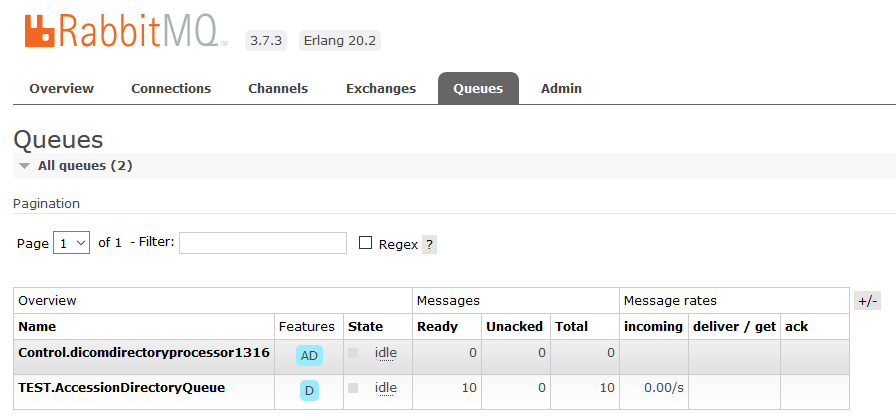 RabbitMQ TM 3.7.3 Erlang 20.2
Overview Connections Channels Exchanges Queues Admin
Queues
All queues (2)
Pagination
Page 1 of 1 - Filter: Regex ?
Overview Messages Message rates +/-
Name Features State Ready Unacked Total incoming deliver / get ack
Control.dicomdirectoryprocessor1316 AD idle 0 0 0
TEST.AccessionDirectoryQueue D idle 10 0 10 0.00/s